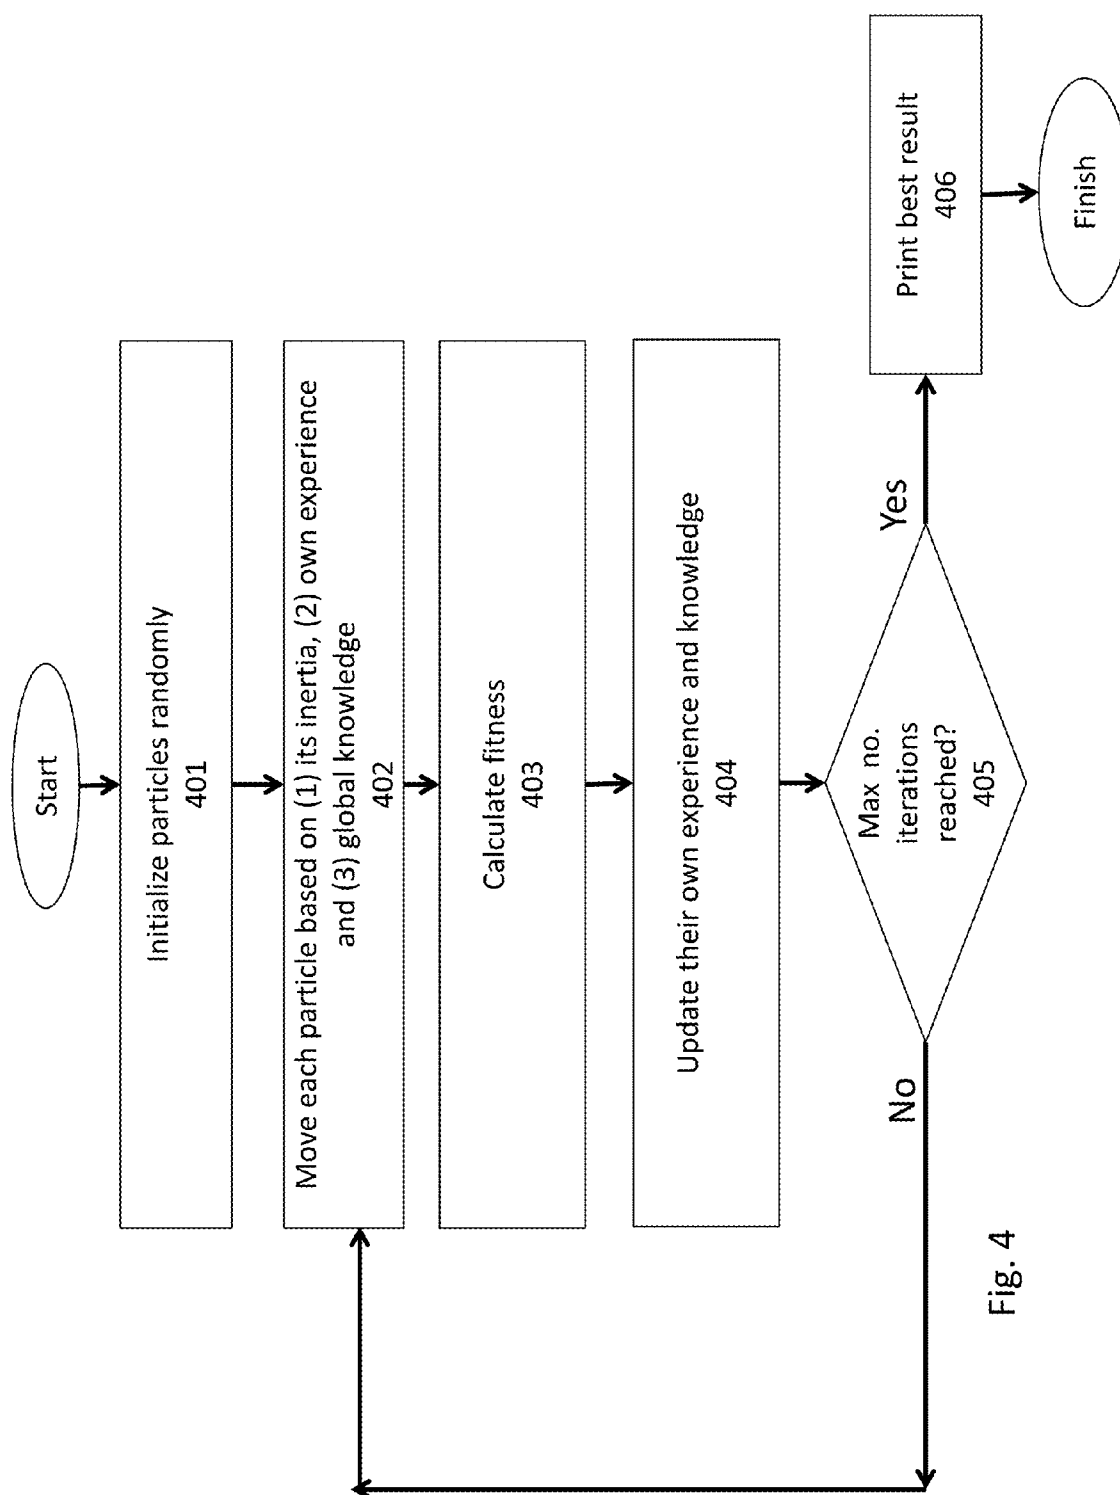 Start
Initialize particles randomly
401
Move each particle based on (1) its inertia, (2) own experience
and (3) global knowledge
402
Calculate fitness
403
Update their own experience and knowledge
404
Max no.
iterations
reached?
405
No
Yes
Print best result
406
Finish
Fig. 4